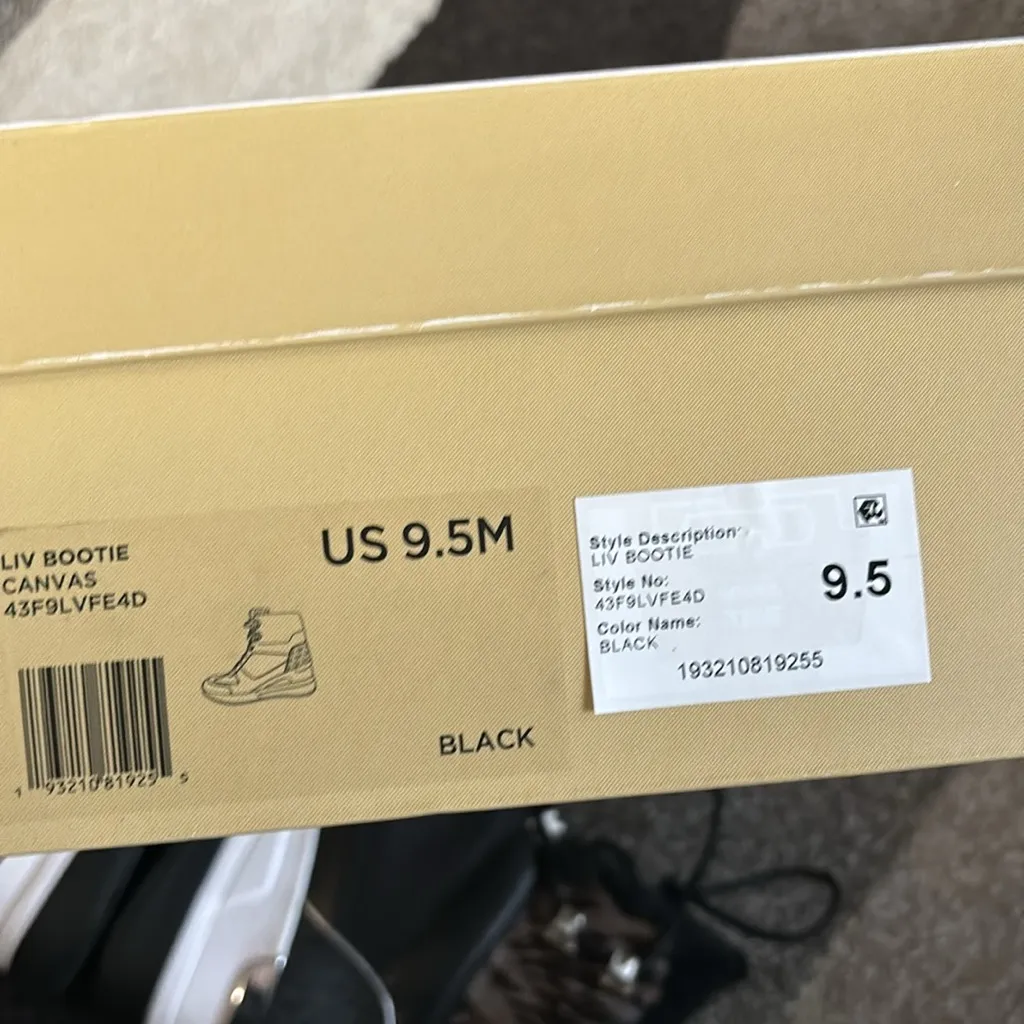 LIV BOOTIE
CANVAS
43F9LVFE4D
US 9.5M
1 93210 81925 5
BLACK
Style Description:
LIV BOOTIE
Style No:
43F9LVFE4D
9.5
Color Name:
BLACK
193210819255